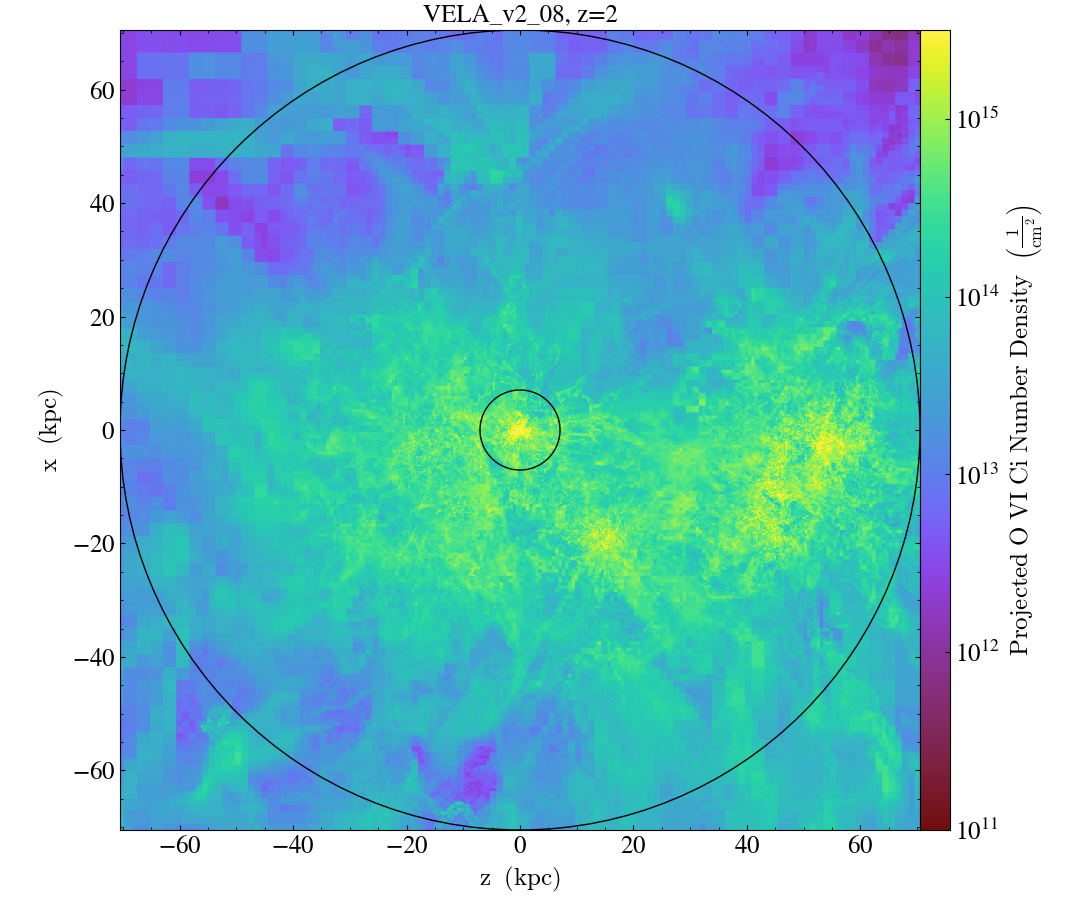 VELA_v2_08, z=2
60
40
20
0
−20
−40
−60
x (kpc)
−60 −40 −20 0 20 40 60
z (kpc)
10^15
10^14
10^13
10^12
10^11
Projected O VI Ci Number Density (1/cm^2)